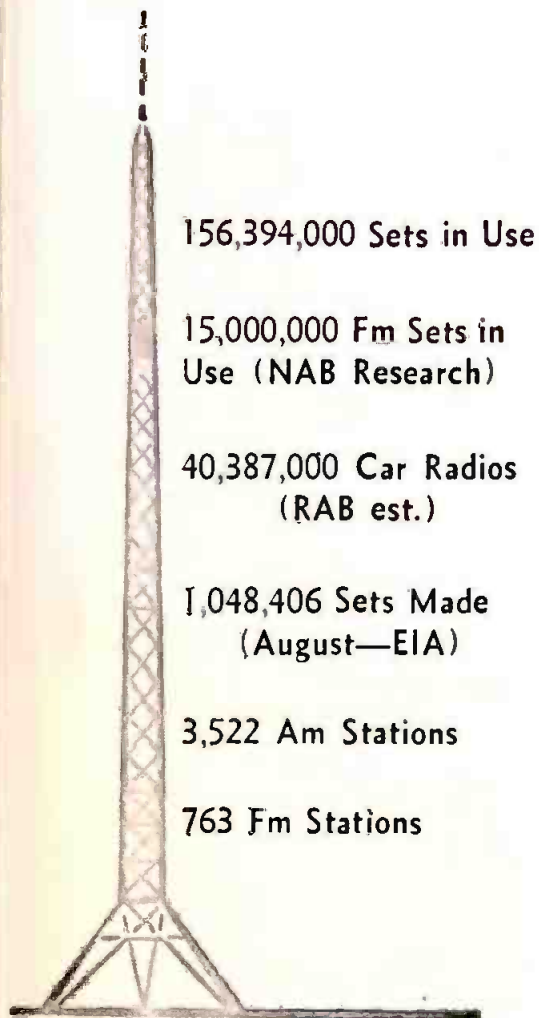 156,394,000 Sets in Use
15,000,000 Fm Sets in
Use (NAB Research)
40,387,000 Car Radios
(RAB est.)
1,048,406 Sets Made
(August—EIA)
3,522 Am Stations
763 Fm Stations